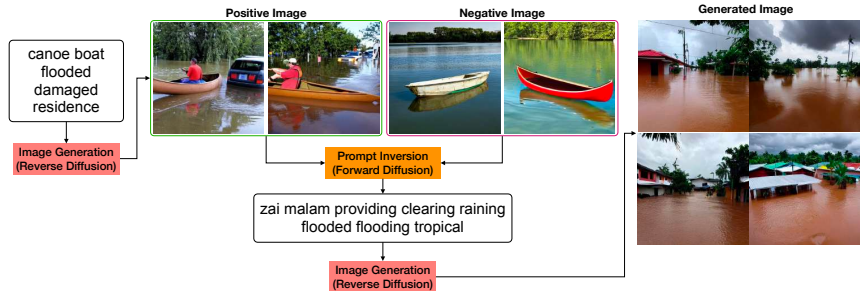 Positive Image
Negative Image
Generated Image
canoe boat
flooded
damaged
residence
Image Generation
(Reverse Diffusion)
Prompt Inversion
(Forward Diffusion)
zai malam providing clearing raining
flooded flooding tropical
Image Generation
(Reverse Diffusion)